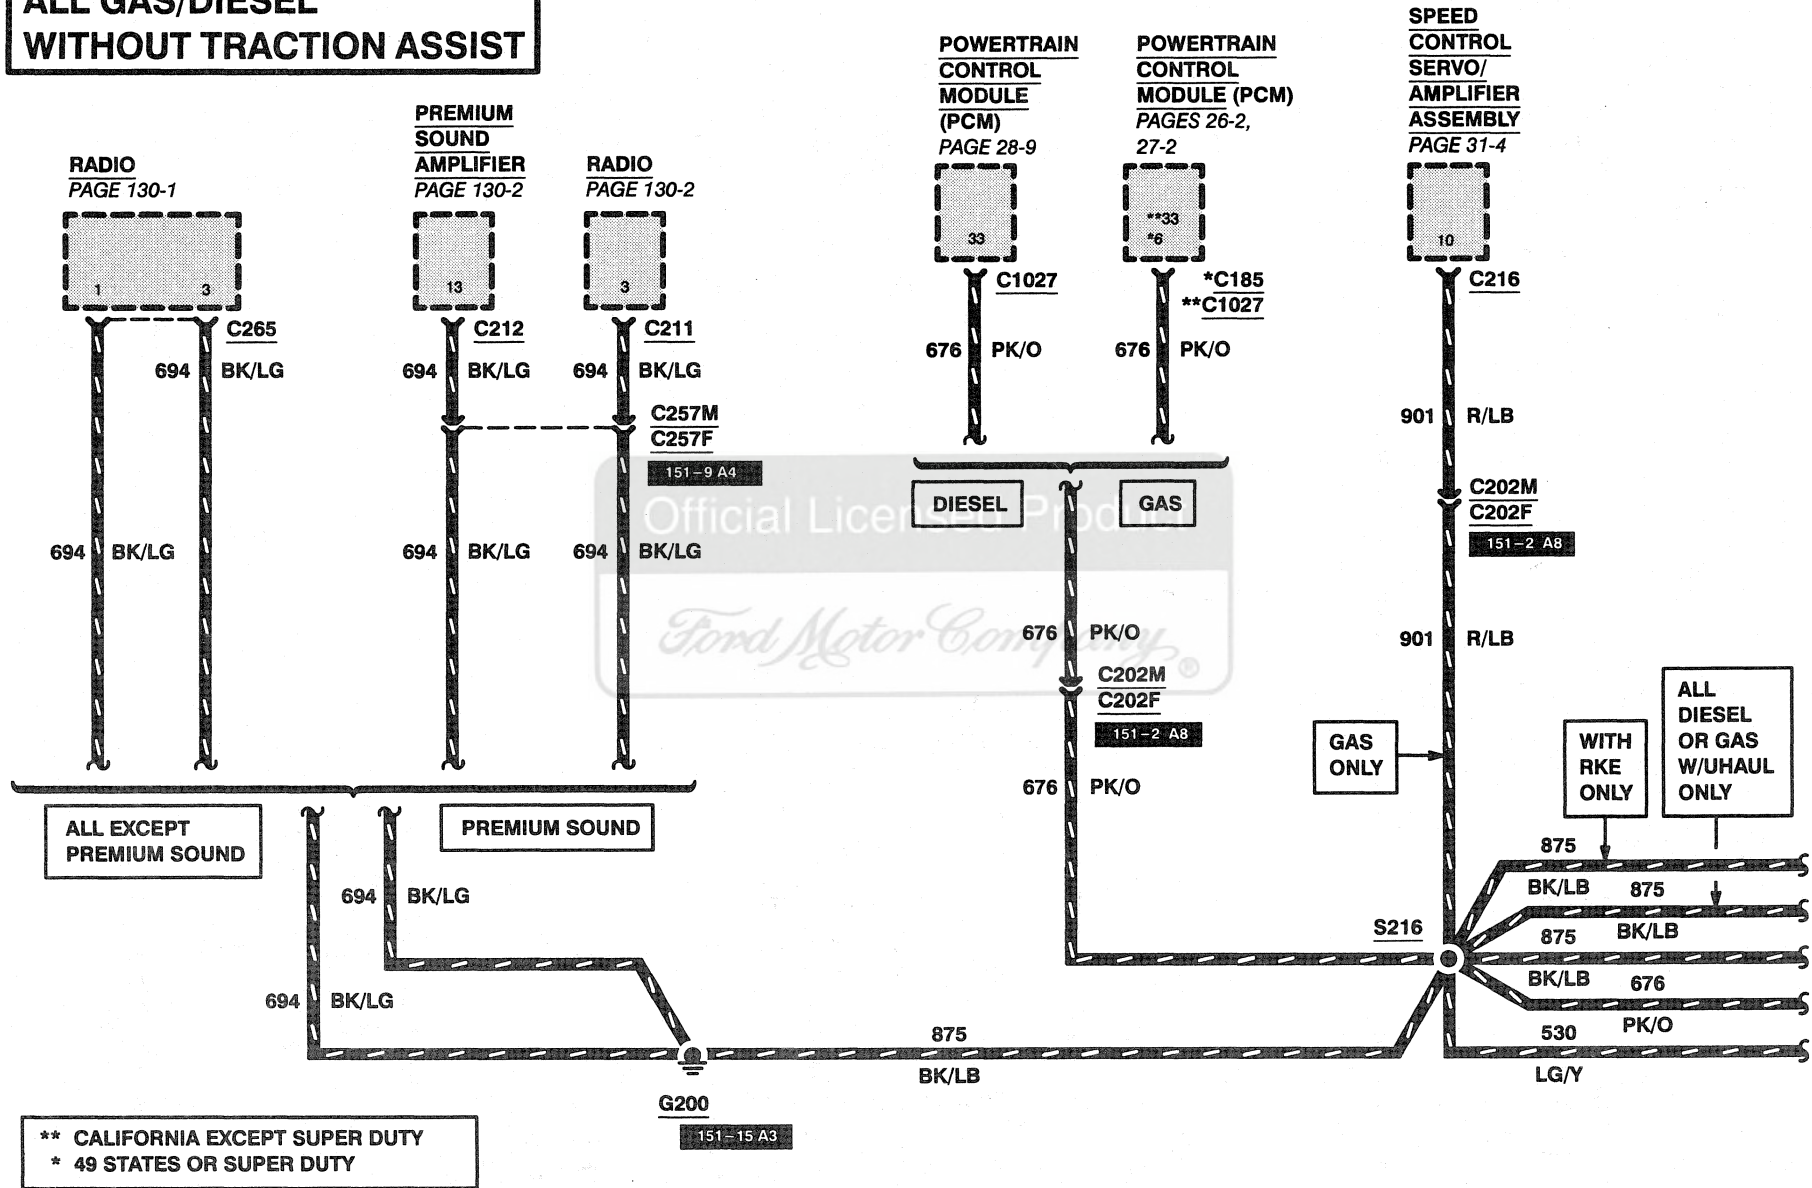 ALL GAS/DIESEL
WITHOUT TRACTION ASSIST
RADIO
PAGE 130-1
1
3
C265
694
BK/LG
694
BK/LG
PREMIUM
SOUND
AMPLIFIER
PAGE 130-2
13
C212
694
BK/LG
694
BK/LG
RADIO
PAGE 130-2
3
C211
694
BK/LG
C257M
C257F
151-9 A4
694
BK/LG
ALL EXCEPT
PREMIUM SOUND
PREMIUM SOUND
694
BK/LG
694
BK/LG
POWERTRAIN
CONTROL
MODULE
(PCM)
PAGE 28-9
33
C1027
676
PK/O
POWERTRAIN
CONTROL
MODULE (PCM)
PAGES 26-2,
27-2
**33
*6
*C185
**C1027
676
PK/O
DIESEL
GAS
Official Licensed Product
Ford Motor Company
®
676
PK/O
C202M
C202F
151-2 A8
676
PK/O
SPEED
CONTROL
SERVO/
AMPLIFIER
ASSEMBLY
PAGE 31-4
10
C216
901
R/LB
C202M
C202F
151-2 A8
901
R/LB
GAS
ONLY
WITH
RKE
ONLY
ALL
DIESEL
OR GAS
W/UHAUL
ONLY
S216
875
BK/LB
875
BK/LB
875
BK/LB
676
PK/O
530
LG/Y
875
BK/LB
G200
151-15 A3
** CALIFORNIA EXCEPT SUPER DUTY
* 49 STATES OR SUPER DUTY